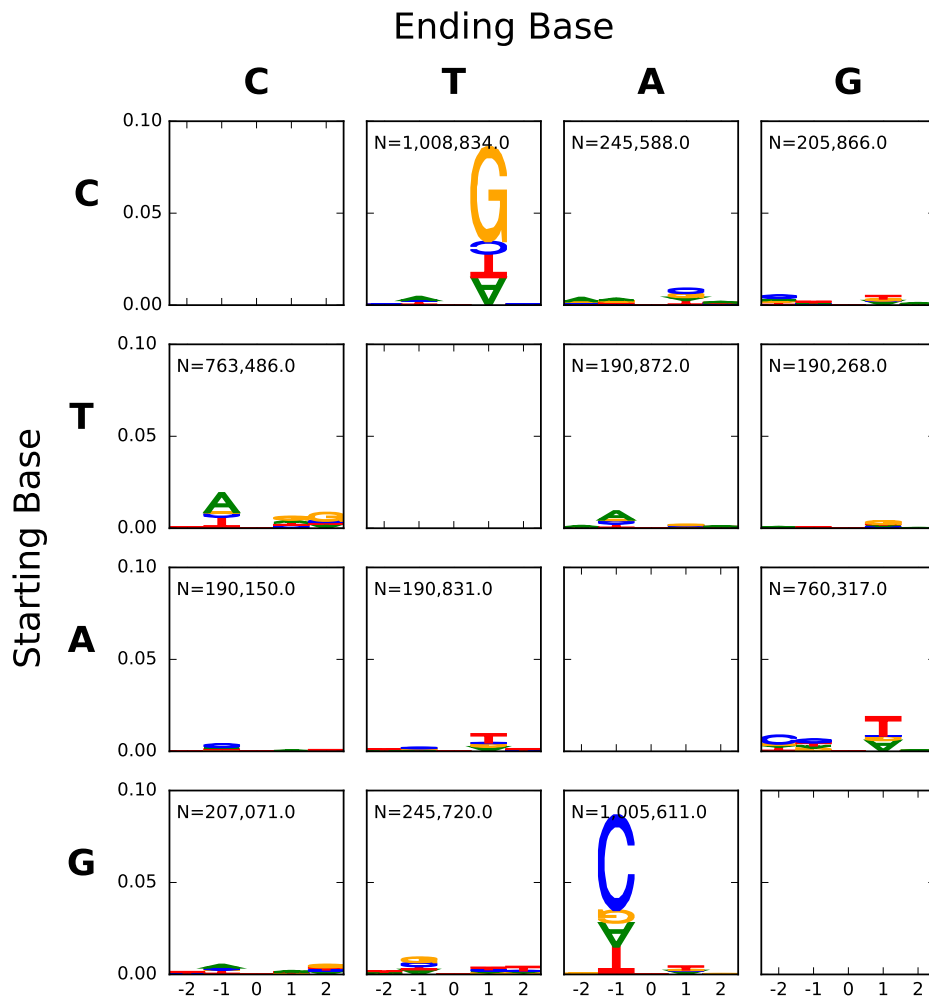 Ending Base
C T A G
C
0.10
0.05
0.00
N=1,008,834.0
N=245,588.0
N=205,866.0
G
C
T
A
T
0.10
0.05
0.00
N=763,486.0
N=190,872.0
N=190,268.0
A
A
Starting Base
A
0.10
0.05
0.00
N=190,150.0
N=190,831.0
N=760,317.0
T
T
G
0.10
0.05
0.00
N=207,071.0
N=245,720.0
N=1,005,611.0
C
G
A
T
-2 -1 0 1 2 -2 -1 0 1 2 -2 -1 0 1 2 -2 -1 0 1 2